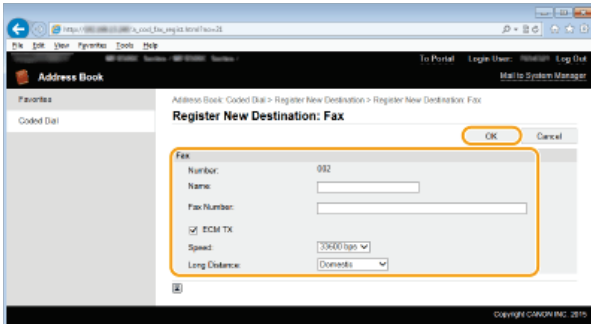 File Edit View Favorites Tools Help
To Portal Login User: Log Out
Address Book
Mail to System Manager
Favorites
Coded Dial
Address Book: Coded Dial > Register New Destination > Register New Destination: Fax
Register New Destination: Fax
OK Cancel
Fax
Number: 002
Name:
Fax Number:
ECM TX
Speed: 33600 bps
Long Distance: Domestic
Copyright CANON INC. 2015